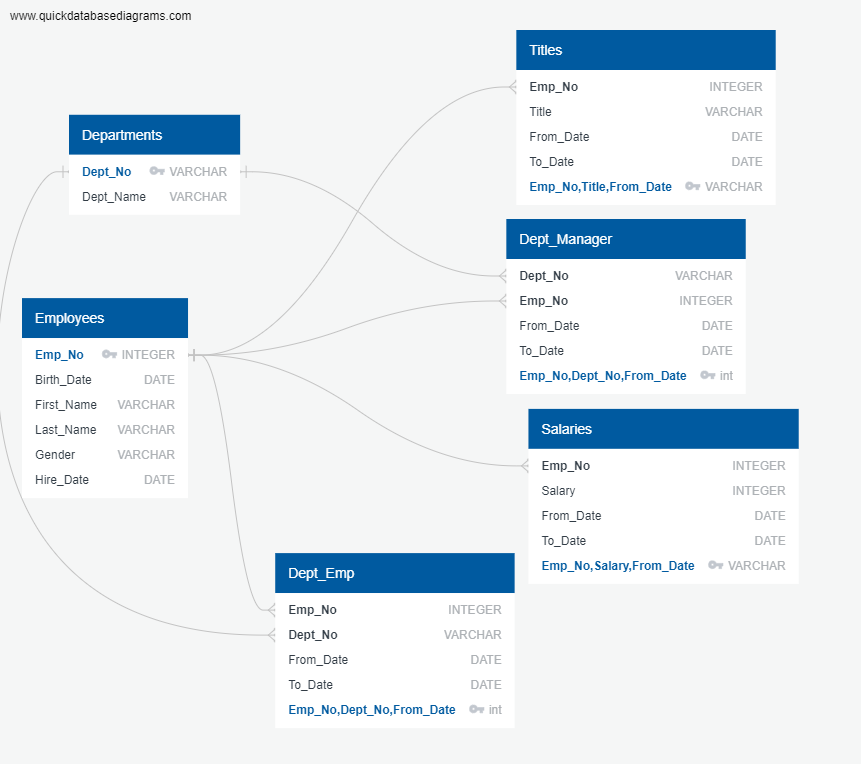 www.quickdatabasediagrams.com
Titles
Emp_No INTEGER
Title VARCHAR
From_Date DATE
To_Date DATE
Emp_No,Title,From_Date VARCHAR
Departments
Dept_No VARCHAR
Dept_Name VARCHAR
Dept_Manager
Dept_No VARCHAR
Emp_No INTEGER
From_Date DATE
To_Date DATE
Emp_No,Dept_No,From_Date int
Employees
Emp_No INTEGER
Birth_Date DATE
First_Name VARCHAR
Last_Name VARCHAR
Gender VARCHAR
Hire_Date DATE
Salaries
Emp_No INTEGER
Salary INTEGER
From_Date DATE
To_Date DATE
Emp_No,Salary,From_Date VARCHAR
Dept_Emp
Emp_No INTEGER
Dept_No VARCHAR
From_Date DATE
To_Date DATE
Emp_No,Dept_No,From_Date int